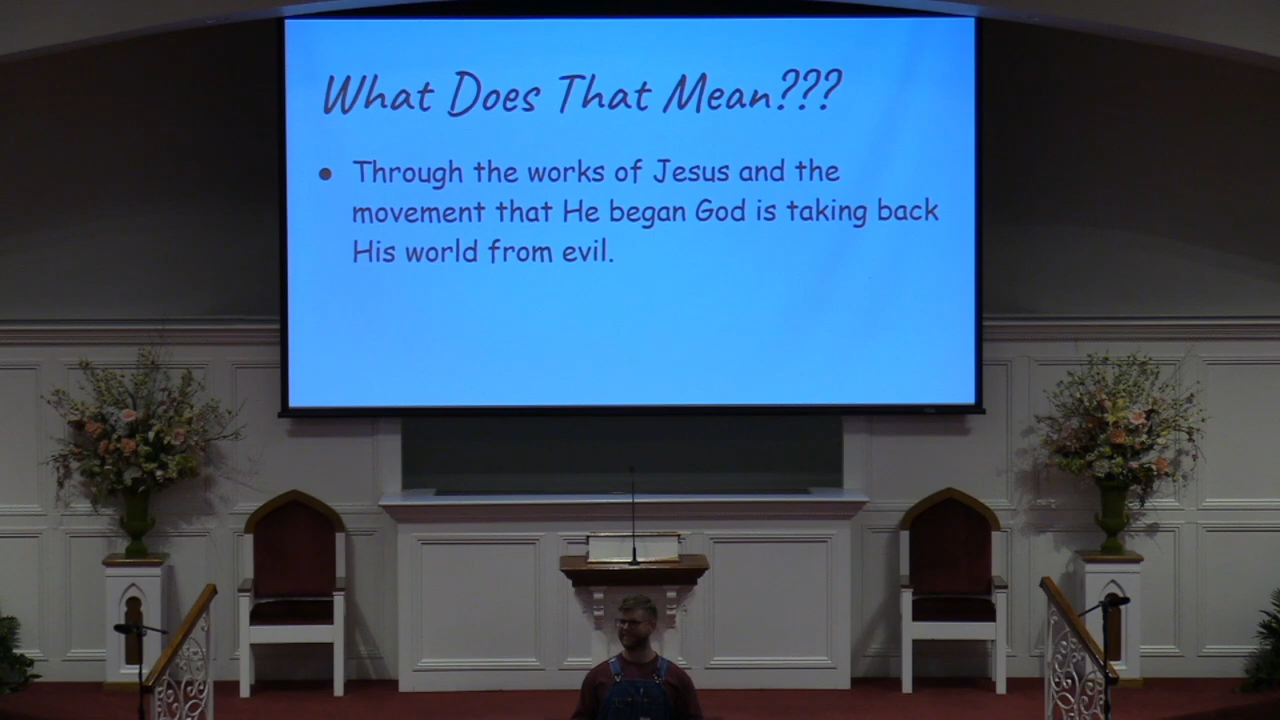 What Does That Mean???
• Through the works of Jesus and the
movement that He began God is taking back
His world from evil.